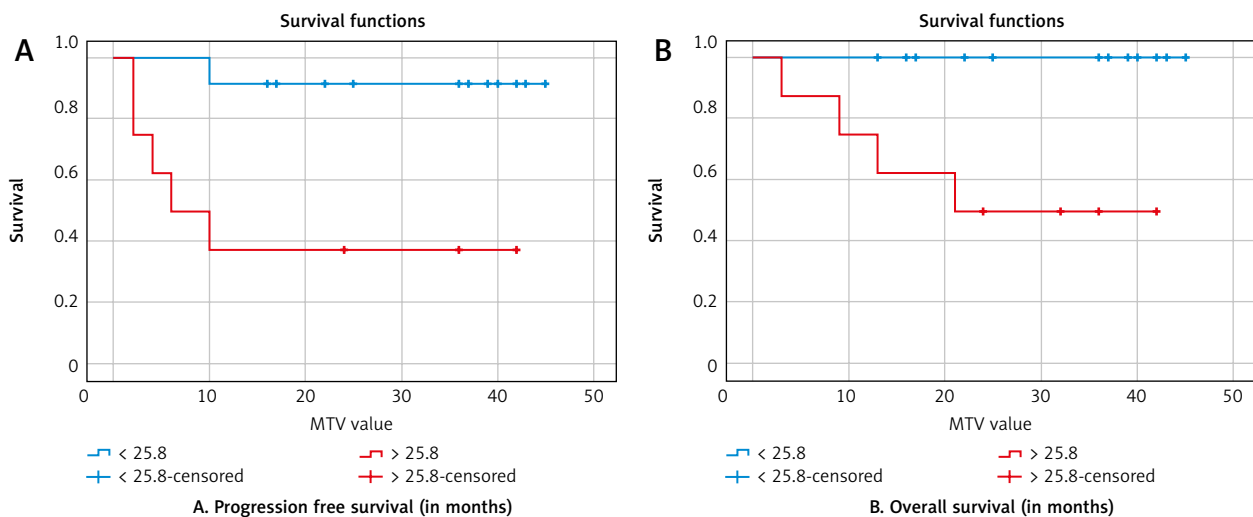 Survival functions
A
1.0
0.8
0.6
0.4
0.2
0
Survival
0 10 20 30 40 50
MTV value
< 25.8 > 25.8
< 25.8-censored > 25.8-censored
A. Progression free survival (in months)
Survival functions
B
1.0
0.8
0.6
0.4
0.2
0
Survival
0 10 20 30 40 50
MTV value
< 25.8 > 25.8
< 25.8-censored > 25.8-censored
B. Overall survival (in months)